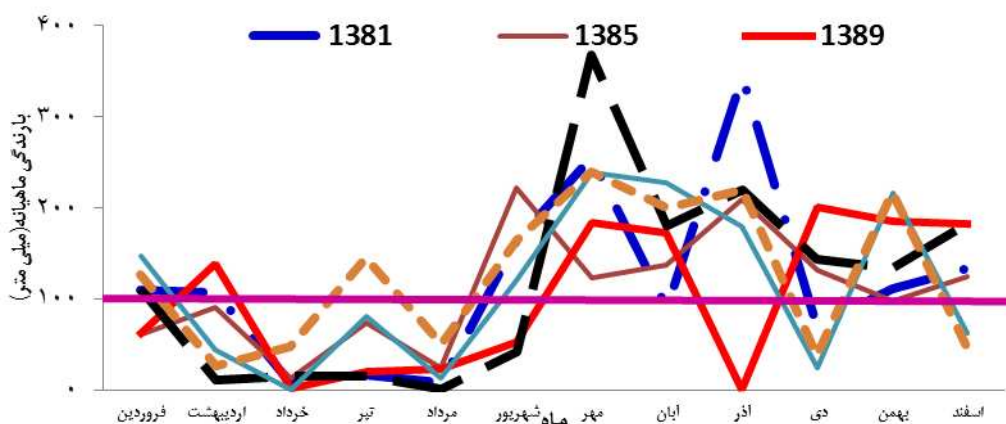 ۴۰۰
1381 1385 1389
۳۰۰
۲۰۰
۱۰۰
۰
بارندگی ماهیانه(میلی متر)
فروردین اردیبهشت خرداد تیر مرداد شهریور مهر آبان آذر دی بهمن اسفند
ماه